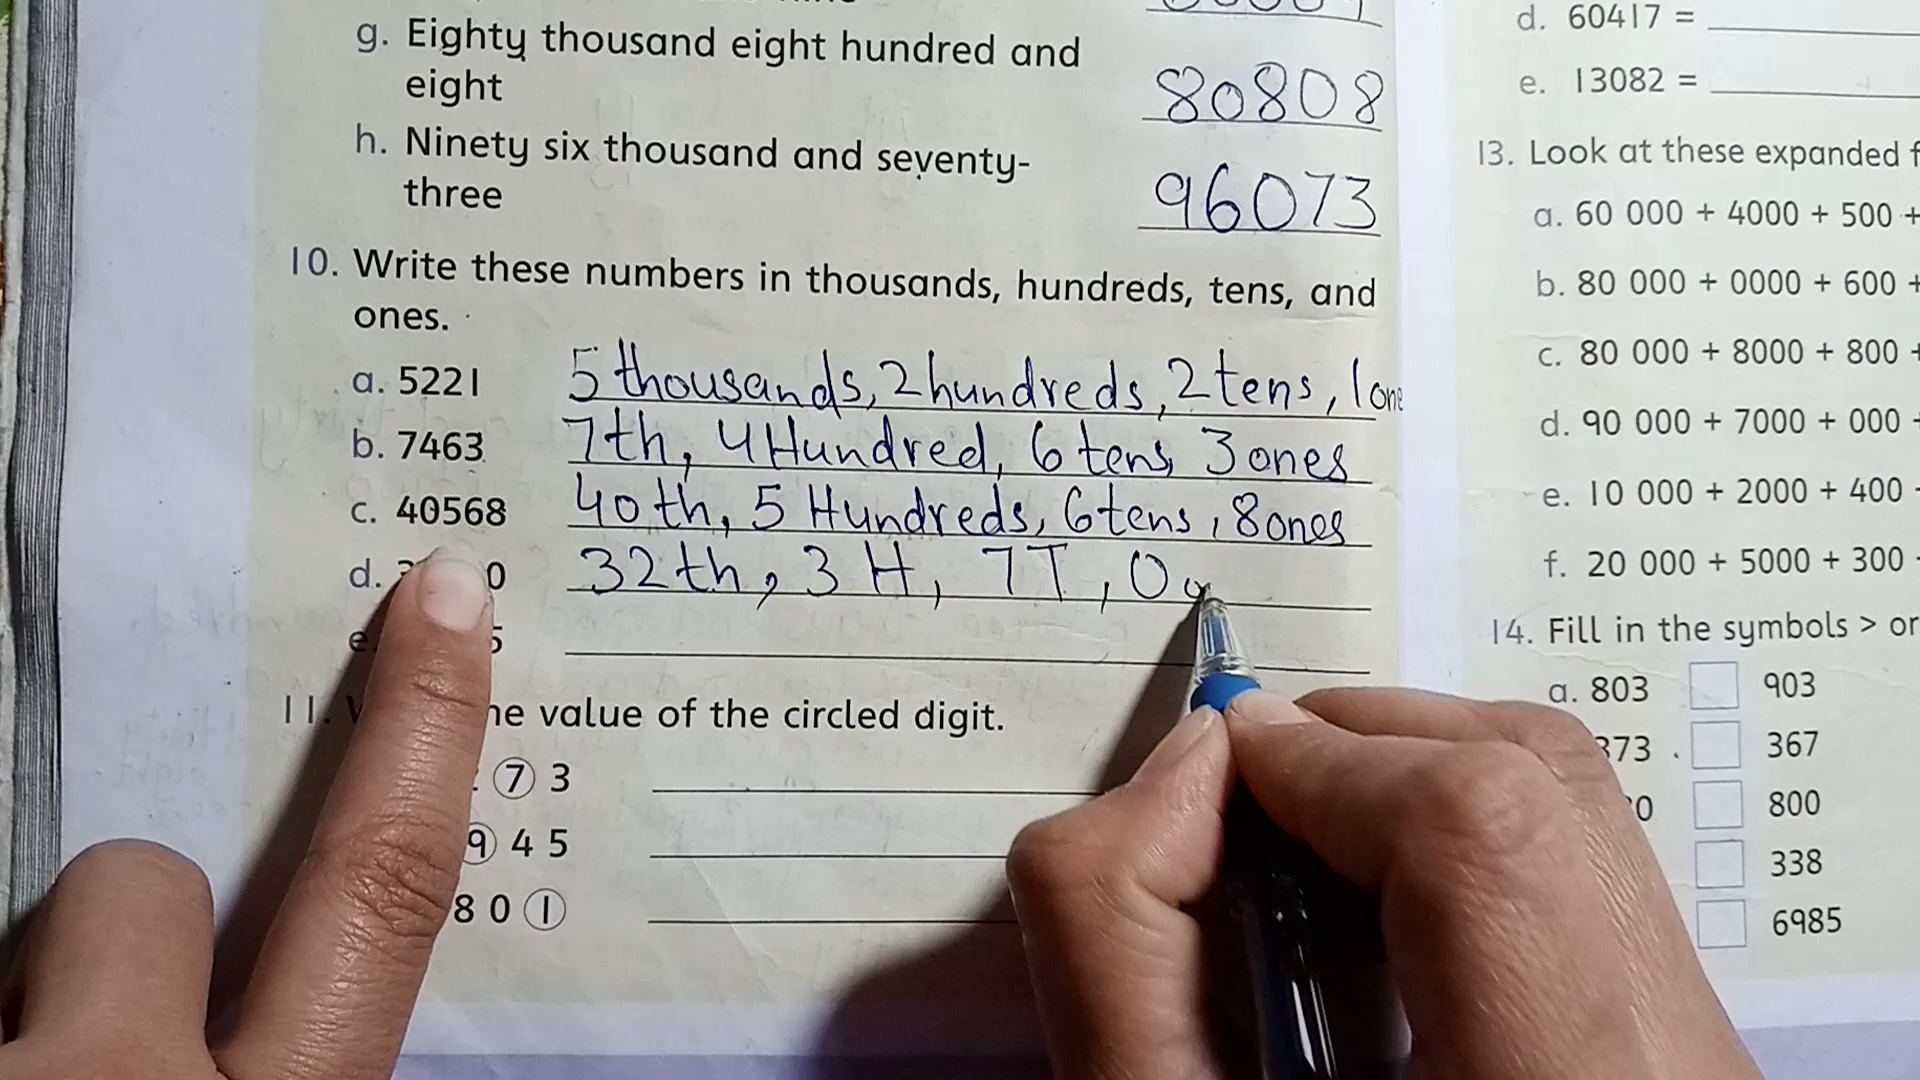 g. Eighty thousand eight hundred and
eight 80808
h. Ninety six thousand and seventy-
three 96073
10. Write these numbers in thousands, hundreds, tens, and
ones.
a. 5221 5 thousands, 2 hundreds, 2 tens, 1 one
b. 7463 7th, 4 Hundred, 6 tens, 3 ones
c. 40568 40th, 5 Hundreds, 6 tens, 8 ones
d. 0 32th, 3 H, 7T, 0 o
e. 5
11. value of the circled digit.
7 3
9 4 5
8 0 1
d. 60417 =
e. 13082 =
13. Look at these expanded
a. 60 000 + 4000 + 500 +
b. 80 000 + 0000 + 600 +
c. 80 000 + 8000 + 800 +
d. 90 000 + 7000 + 000 -
e. 10 000 + 2000 + 400 -
f. 20 000 + 5000 + 300 -
14. Fill in the symbols > or
a. 803 903
373 367
0 800
338
6985